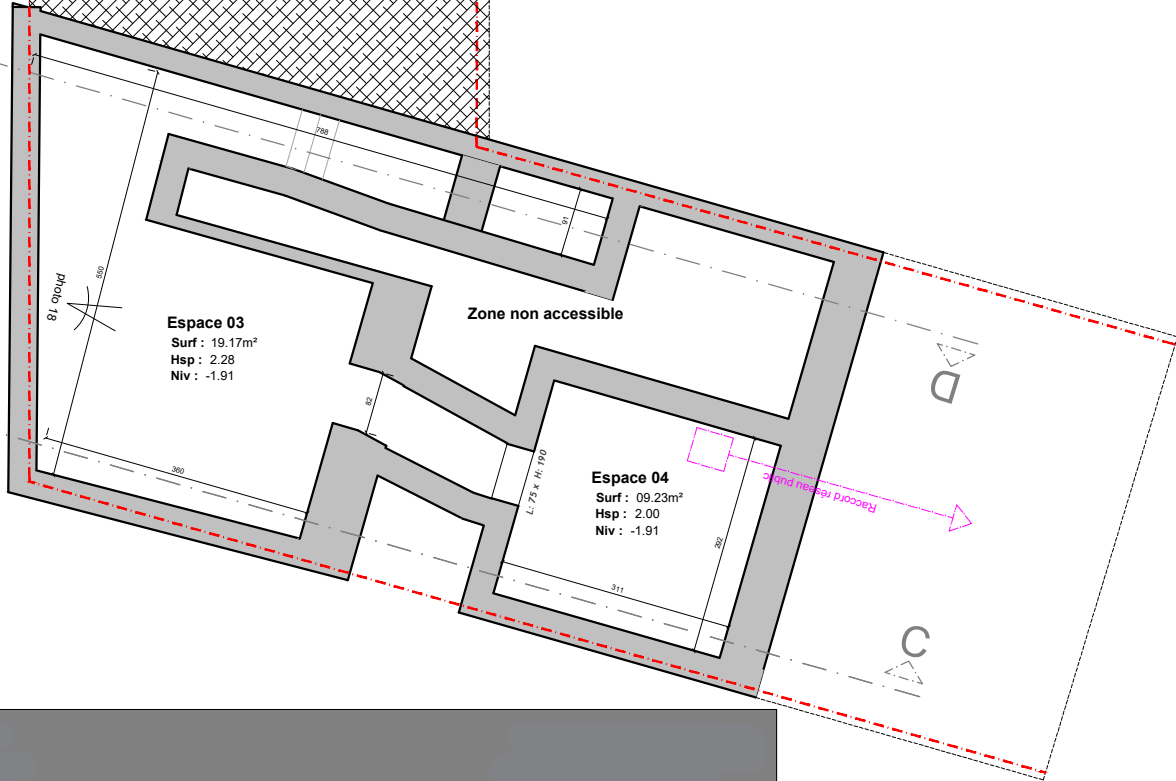 788
91
550
photo 18
Zone non accessible
Espace 03
Surf : 19.17m²
Hsp : 2.28
Niv : -1.91
D
82
360
L: 75 x H: 190
Espace 04
Surf : 09.23m²
Hsp : 2.00
Niv : -1.91
Raccord réseau public
292
311
C